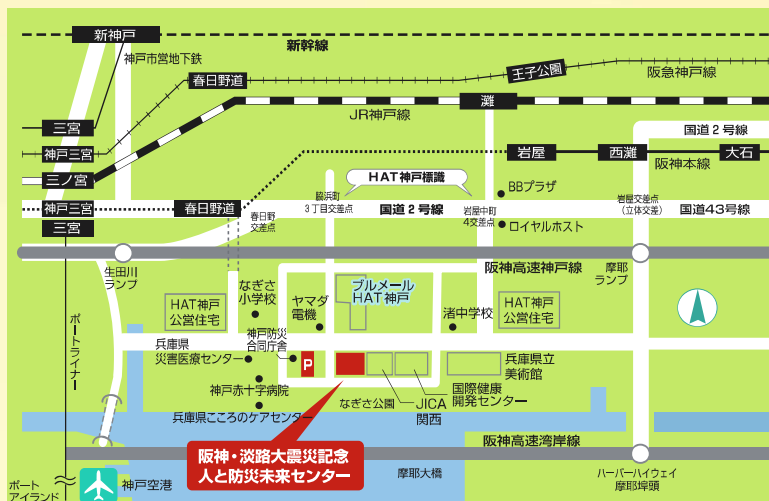 新神戸
新幹線
神戸市営地下鉄
春日野道
王子公園
阪急神戸線
灘
JR神戸線
三宮
国道2号線
神戸三宮
岩屋
西灘
大石
阪神本線
三ノ宮
HAT神戸標識
BBプラザ
神戸三宮
春日野道
春日野
交差点
脇浜町
3丁目交差点
国道2号線
岩屋中町
4交差点
岩屋交差点
(立体交差)
国道43号線
ロイヤルホスト
三宮
生田川
ランプ
阪神高速神戸線
摩耶
ランプ
なぎさ
小学校
ブルメール
HAT神戸
HAT神戸
公営住宅
ヤマダ
電機
渚中学校
HAT神戸
公営住宅
ポートライナー
神戸防災
合同庁舎
兵庫県
災害医療センター
P
兵庫県立
美術館
神戸赤十字病院
国際健康
開発センター
なぎさ公園
JICA
関西
兵庫県こころのケアセンター
阪神・淡路大震災記念
人と防災未来センター
阪神高速湾岸線
摩耶大橋
ハーバーハイウェイ
摩耶埠頭
ポート
アイランド
神戸空港